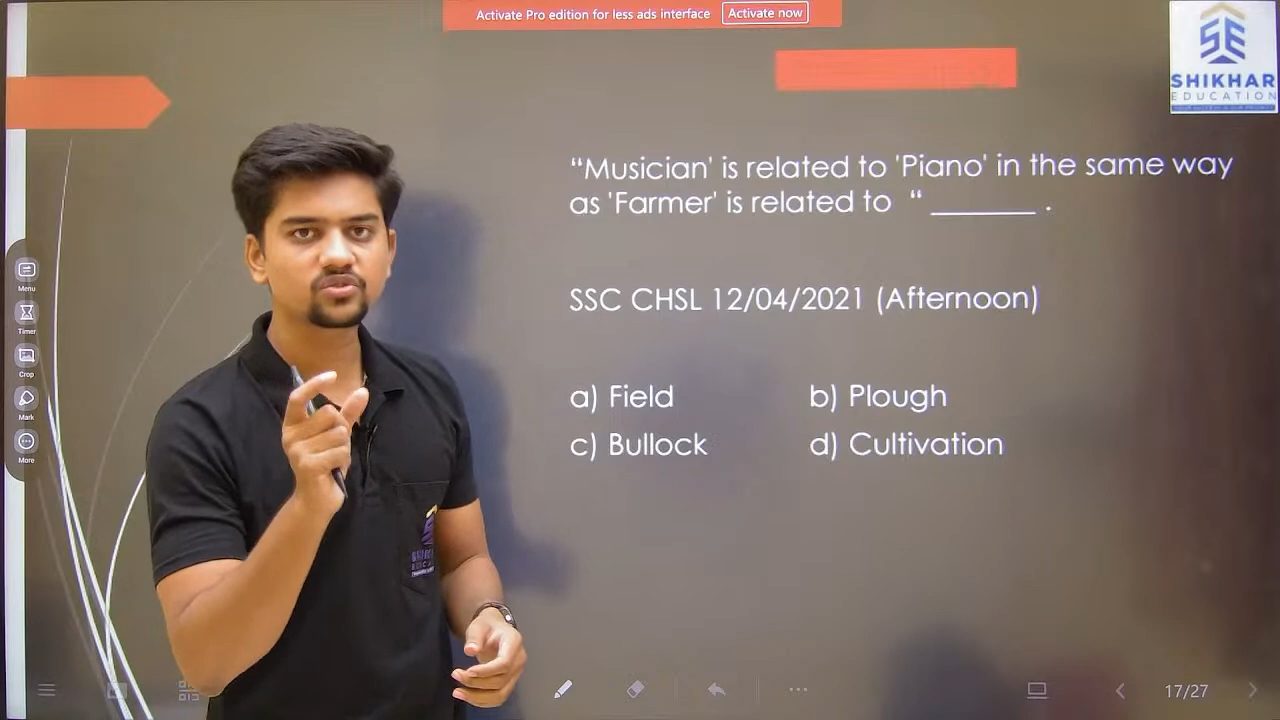 Activate Pro edition for less ads interface Activate now
SHIKHAR
EDUCATION
“Musician' is related to 'Piano' in the same way
as 'Farmer' is related to “ ______ .
SSC CHSL 12/04/2021 (Afternoon)
a) Field b) Plough
c) Bullock d) Cultivation
Menu
Timer
Crop
Mark
More
17/27